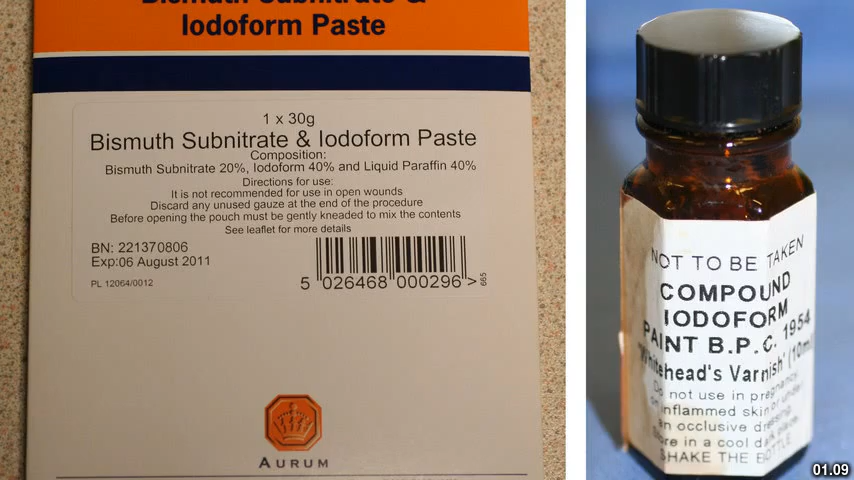 Bismuth Subnitrate &
Iodoform Paste
1 x 30g
Bismuth Subnitrate & Iodoform Paste
Composition:
Bismuth Subnitrate 20%, Iodoform 40% and Liquid Paraffin 40%
Directions for use:
It is not recommended for use in open wounds
Discard any unused gauze at the end of the procedure
Before opening the pouch must be gently kneaded to mix the contents
See leaflet for more details
BN: 221370806
Exp:06 August 2011
PL 12064/0012
5 026468 000296 >
665
AURUM
NOT TO BE TAKEN
COMPOUND
IODOFORM
PAINT B.P.C. 1954
'Whitehead's Varnish' (10ml
Do not use in pregnancy
on inflammed skin or under
an occlusive dressing
Store in a cool dark place
SHAKE THE BOTTLE
01.09